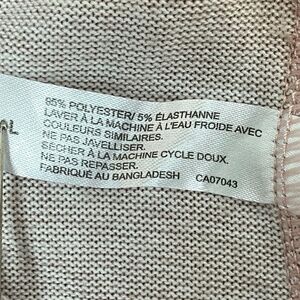 95% POLYESTER/ 5% ÉLASTHANNE
LAVER À LA MACHINE À L'EAU FROIDE AVEC
COULEURS SIMILAIRES.
NE PAS JAVELLISER.
SÉCHER À LA MACHINE CYCLE DOUX.
NE PAS REPASSER.
FABRIQUÉ AU BANGLADESH CA07043